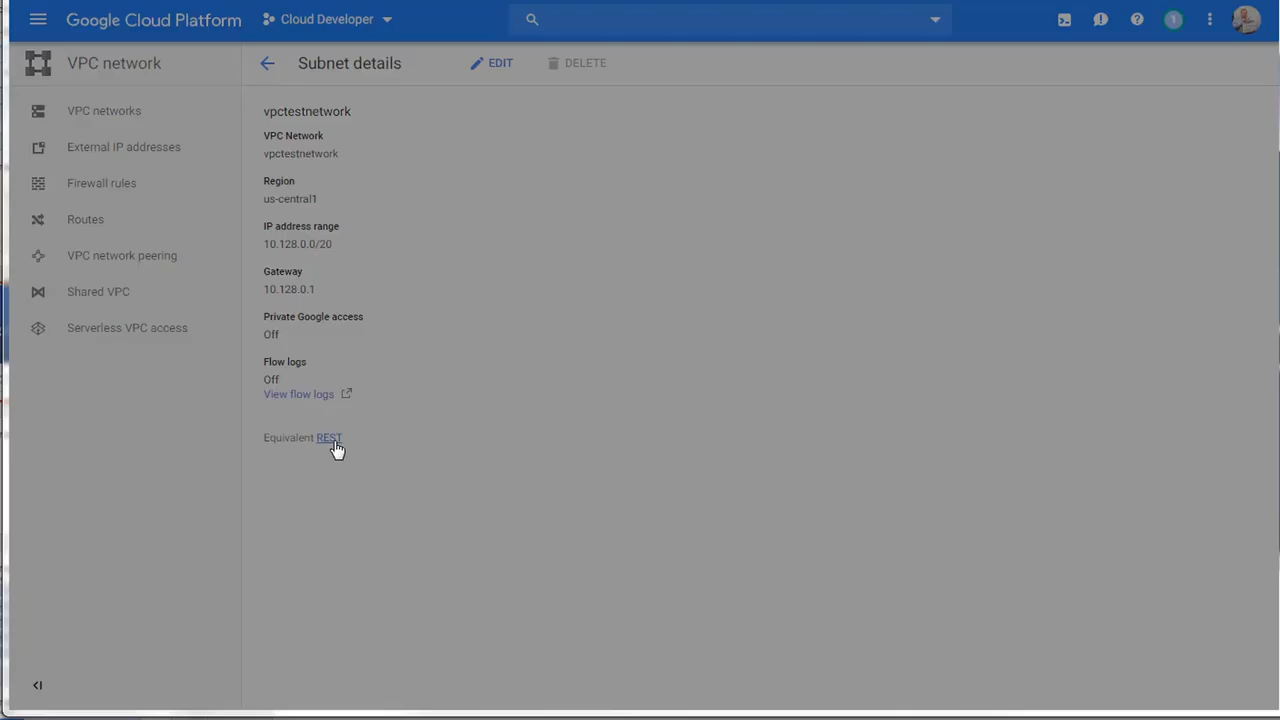 Google Cloud Platform
Cloud Developer
1
VPC network
Subnet details
EDIT
DELETE
VPC networks
External IP addresses
Firewall rules
Routes
VPC network peering
Shared VPC
Serverless VPC access
vpctestnetwork
VPC Network
vpctestnetwork
Region
us-central1
IP address range
10.128.0.0/20
Gateway
10.128.0.1
Private Google access
Off
Flow logs
Off
View flow logs
Equivalent REST